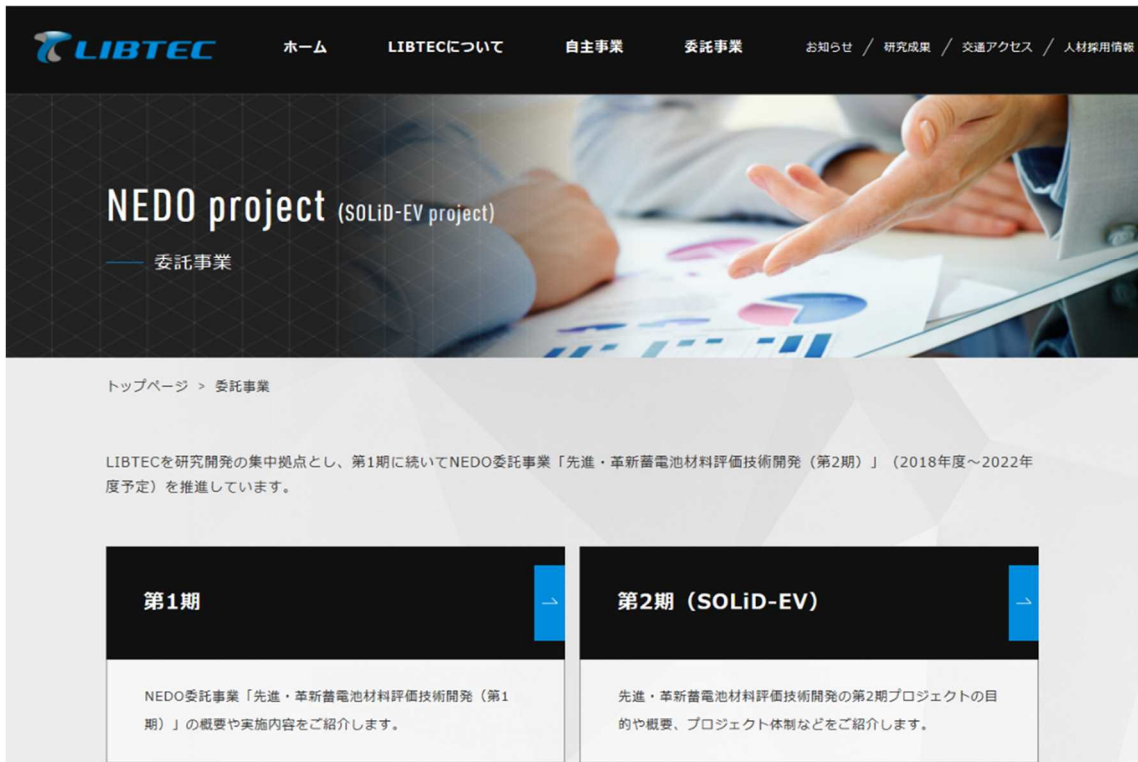 LIBTEC
ホーム
LIBTECについて
自主事業
委託事業
お知らせ / 研究成果 / 交通アクセス / 人材採用情報
NEDO project (SOLiD-EV project)
委託事業
トップページ > 委託事業
LIBTECを研究開発の集中拠点とし、第1期に続いてNEDO委託事業「先進・革新蓄電池材料評価技術開発（第2期）」（2018年度～2022年
度予定）を推進しています。
第1期
NEDO委託事業「先進・革新蓄電池材料評価技術開発（第1
期）」の概要や実施内容をご紹介します。
第2期（SOLiD-EV）
先進・革新蓄電池材料評価技術開発の第2期プロジェクトの目
的や概要、プロジェクト体制などをご紹介します。